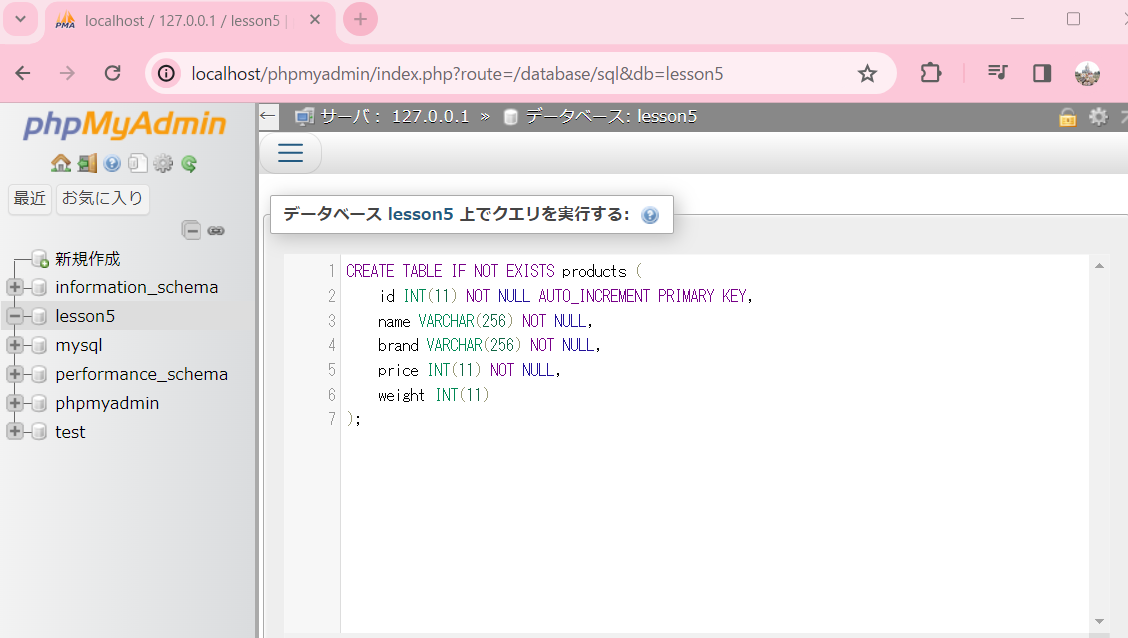 localhost / 127.0.0.1 / lesson5 |
localhost/phpmyadmin/index.php?route=/database/sql&db=lesson5
phpMyAdmin
最近 お気に入り
新規作成
information_schema
lesson5
mysql
performance_schema
phpmyadmin
test
サーバ: 127.0.0.1 » データベース: lesson5
データベース lesson5 上でクエリを実行する:
1 CREATE TABLE IF NOT EXISTS products (
2 id INT(11) NOT NULL AUTO_INCREMENT PRIMARY KEY,
3 name VARCHAR(256) NOT NULL,
4 brand VARCHAR(256) NOT NULL,
5 price INT(11) NOT NULL,
6 weight INT(11)
7 );